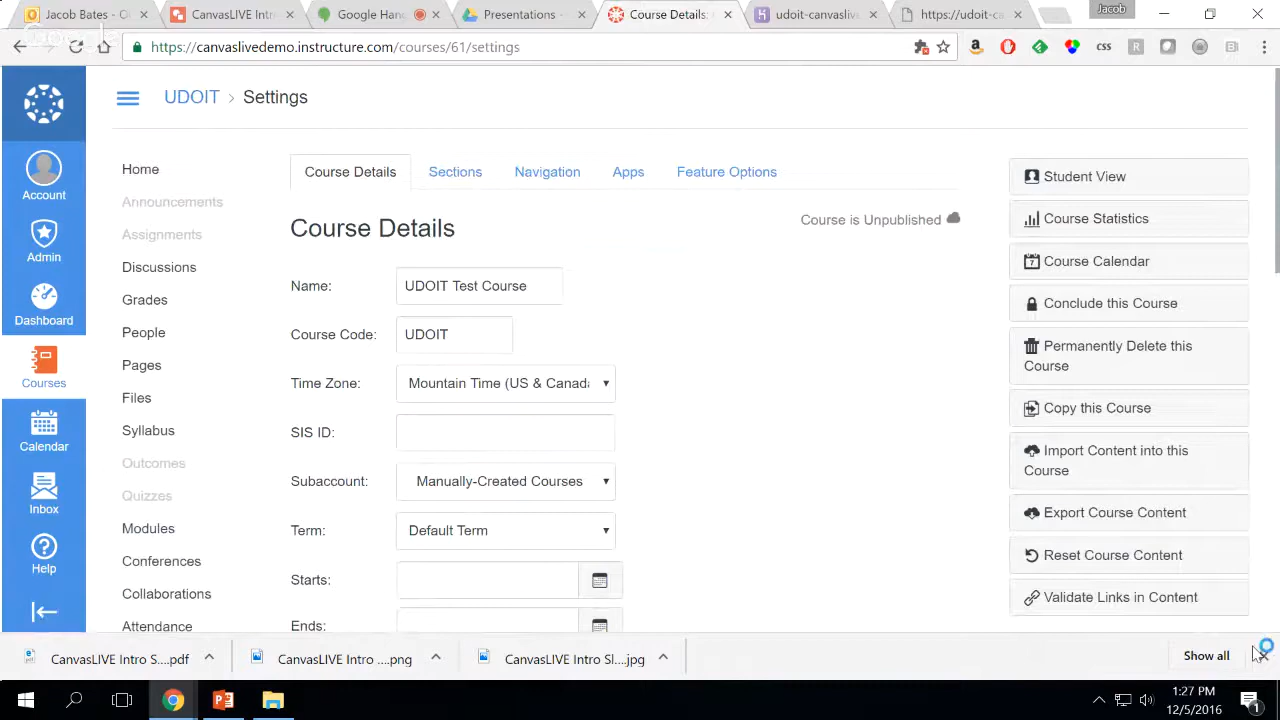 Jacob Bates - O
CanvasLIVE Intro
Google Hang
Presentations -
Course Details:
udoit-canvaslive
https://udoit-ca
Jacob
https://canvaslivedemo.instructure.com/courses/61/settings
css
UDOIT > Settings
Account
Admin
Dashboard
Courses
Calendar
Inbox
Help
Home
Announcements
Assignments
Discussions
Grades
People
Pages
Files
Syllabus
Outcomes
Quizzes
Modules
Conferences
Collaborations
Attendance
Course Details
Sections
Navigation
Apps
Feature Options
Course Details
Course is Unpublished
Name: UDOIT Test Course
Course Code: UDOIT
Time Zone: Mountain Time (US & Canada
SIS ID:
Subaccount: Manually-Created Courses
Term: Default Term
Starts:
Ends:
Student View
Course Statistics
7 Course Calendar
Conclude this Course
Permanently Delete this
Course
Copy this Course
Import Content into this
Course
Export Course Content
Reset Course Content
Validate Links in Content
CanvasLIVE Intro S....pdf
CanvasLIVE Intro ....png
CanvasLIVE Intro Sl....jpg
Show all
1:27 PM
12/5/2016
1